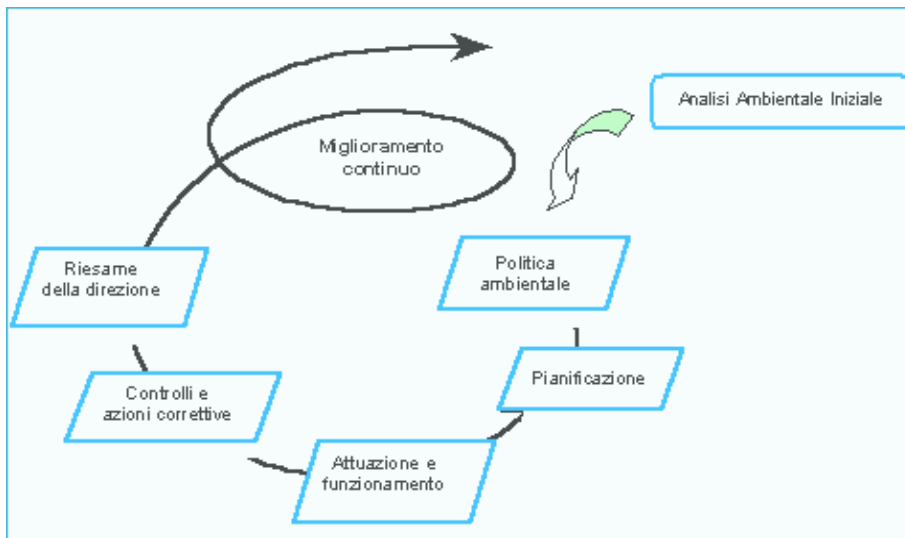 Analisi Ambientale Iniziale
Miglioramento
continuo
Politica
ambientale
Riesame
della direzione
Pianificazione
Controlli e
azioni correttive
Attuazione e
funzionamento